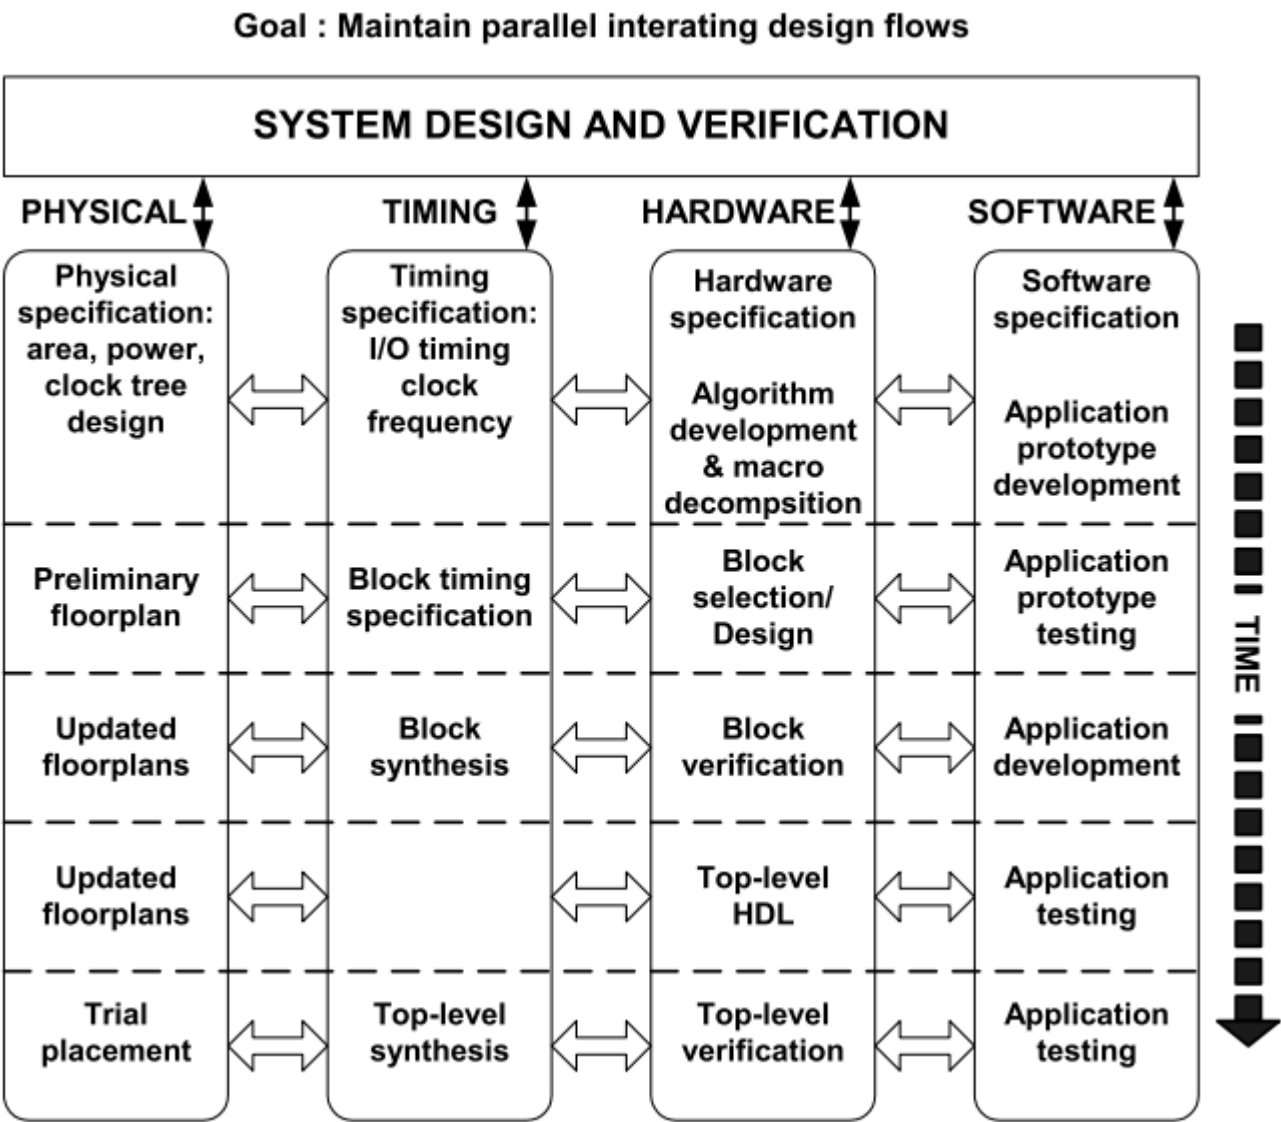 Goal : Maintain parallel interating design flows
SYSTEM DESIGN AND VERIFICATION
PHYSICAL
TIMING
HARDWARE
SOFTWARE
Physical
specification:
area, power,
clock tree
design
Timing
specification:
I/O timing
clock
frequency
Hardware
specification
Algorithm
development
& macro
decompsition
Software
specification
Application
prototype
development
Preliminary
floorplan
Block timing
specification
Block
selection/
Design
Application
prototype
testing
Updated
floorplans
Block
synthesis
Block
verification
Application
development
Updated
floorplans
Top-level
HDL
Application
testing
Trial
placement
Top-level
synthesis
Top-level
verification
Application
testing
TIME